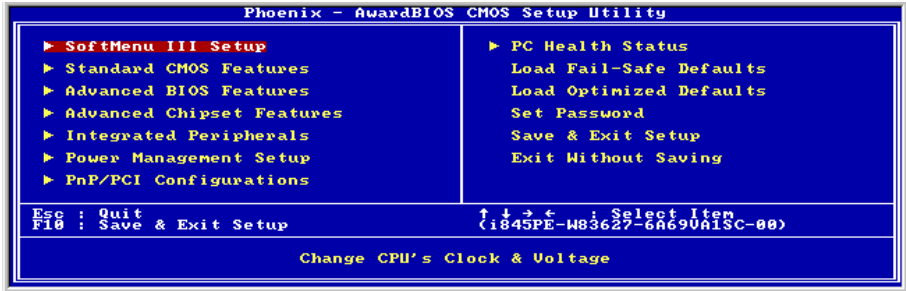 Phoenix - AwardBIOS CMOS Setup Utility
► SoftMenu III Setup
► Standard CMOS Features
► Advanced BIOS Features
► Advanced Chipset Features
► Integrated Peripherals
► Power Management Setup
► PnP/PCI Configurations
► PC Health Status
Load Fail-Safe Defaults
Load Optimized Defaults
Set Password
Save & Exit Setup
Exit Without Saving
Esc : Quit
F10 : Save & Exit Setup
↑ ↓ → ← : Select Item
(i845PE-W83627-6A69VA1SC-00)
Change CPU's Clock & Voltage